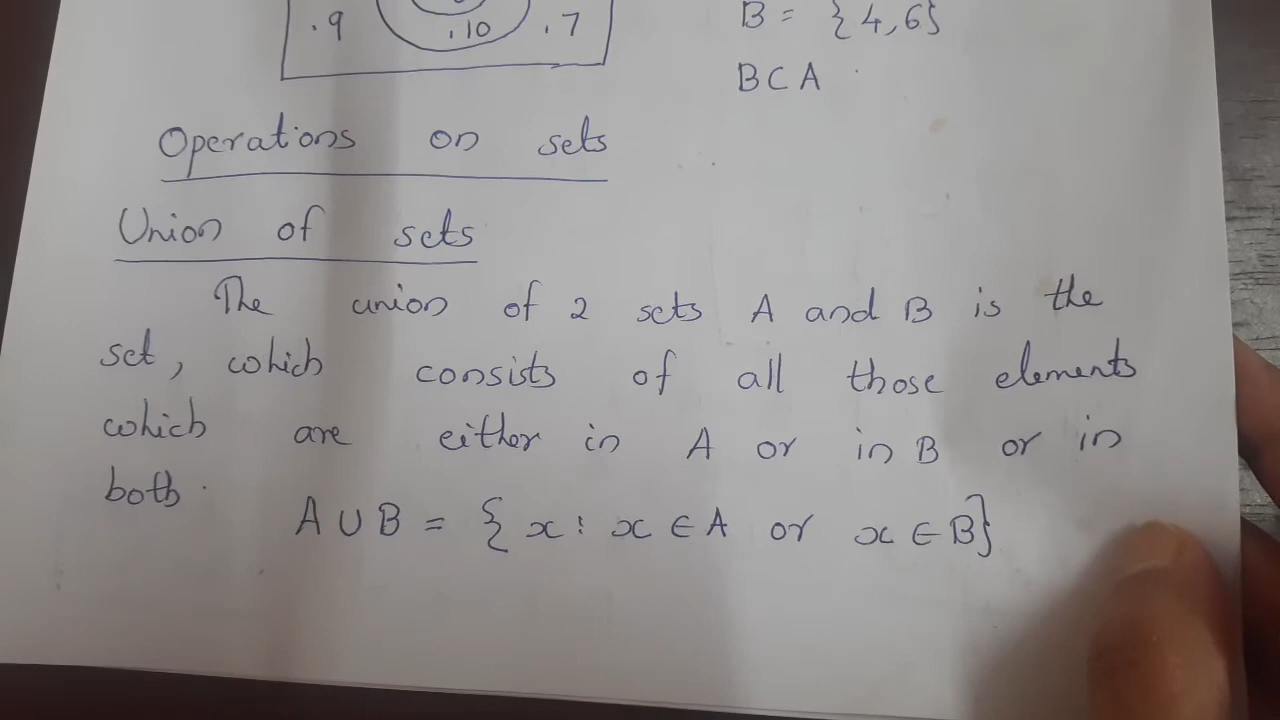 B = {4,6}
.9 .10 .7
B⊂A
Operations on sets
Union of sets
The union of 2 sets A and B is the
set, which consists of all those elements
which are either in A or in B or in
both.
A∪B = {x: x∈A or x∈B}